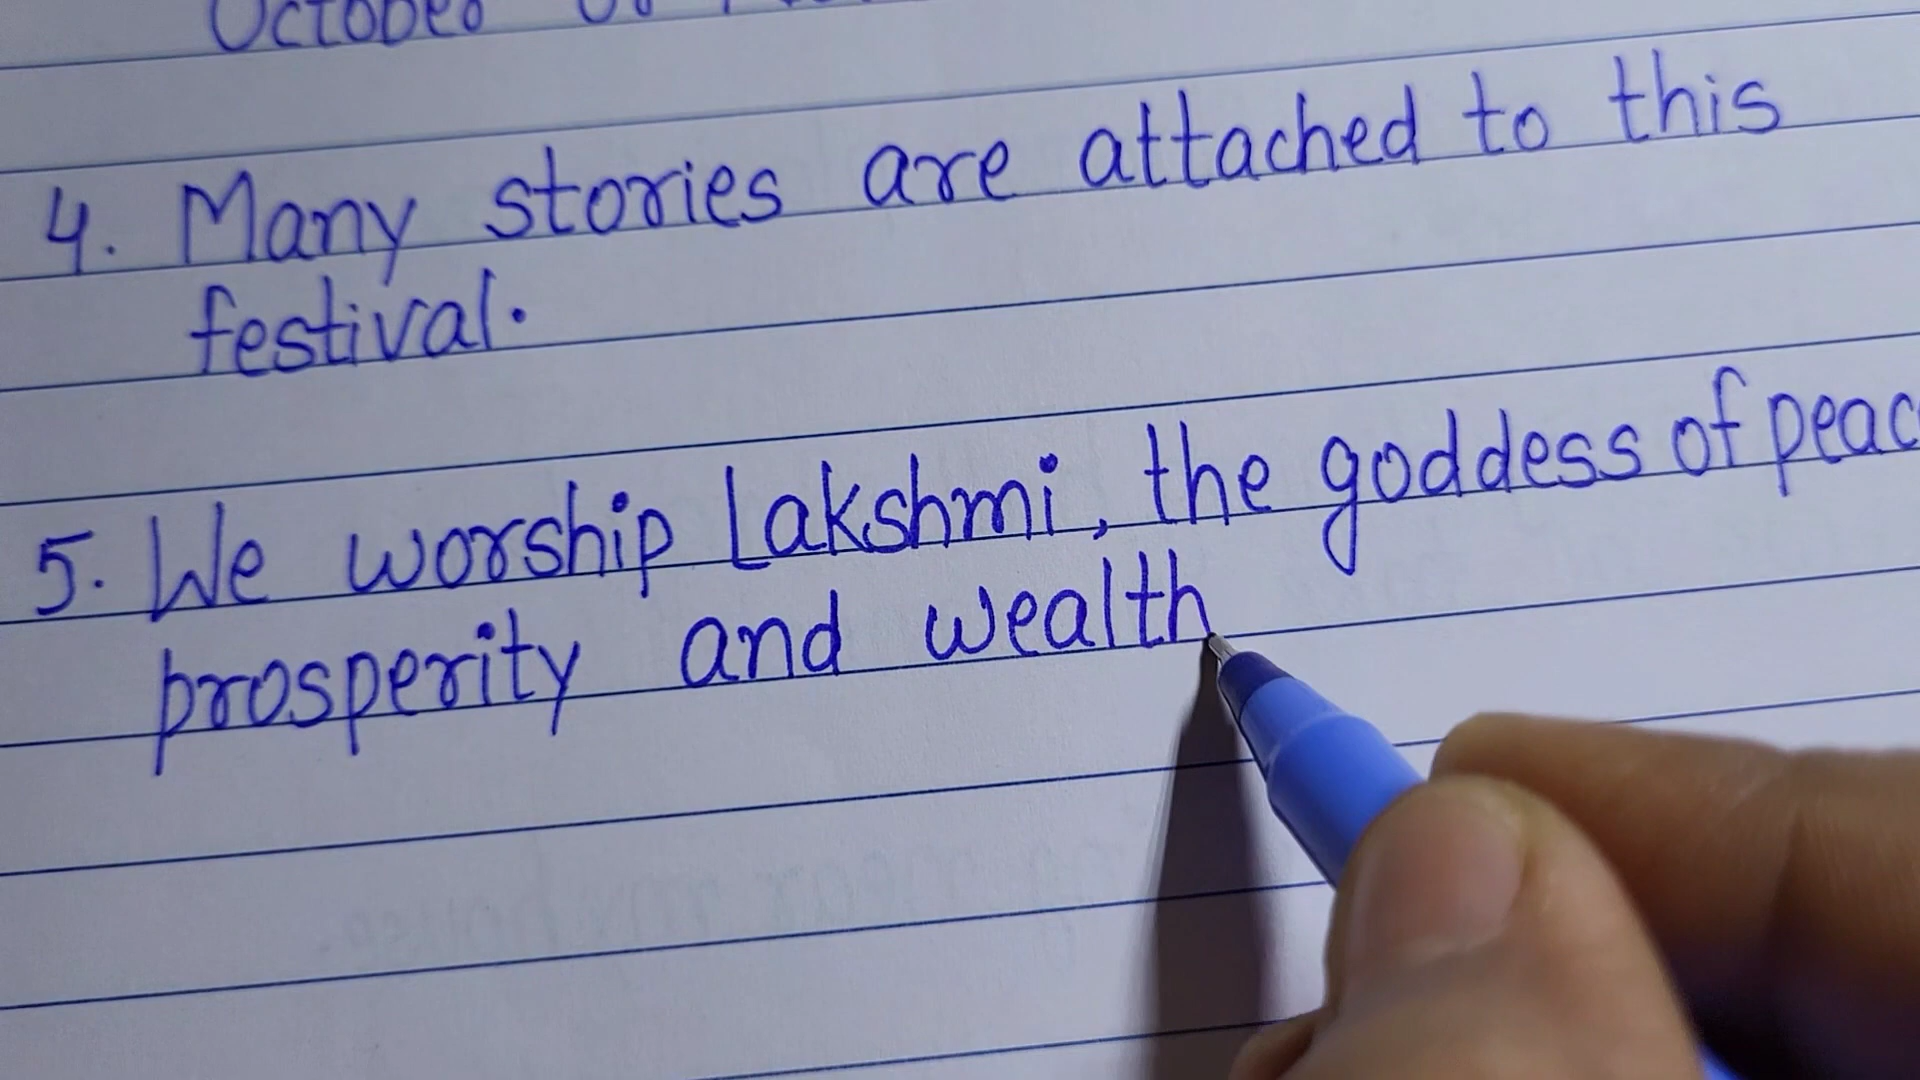 October
4. Many stories are attached to this
festival.
5. We worship Lakshmi, the goddess of peac
prosperity and wealth